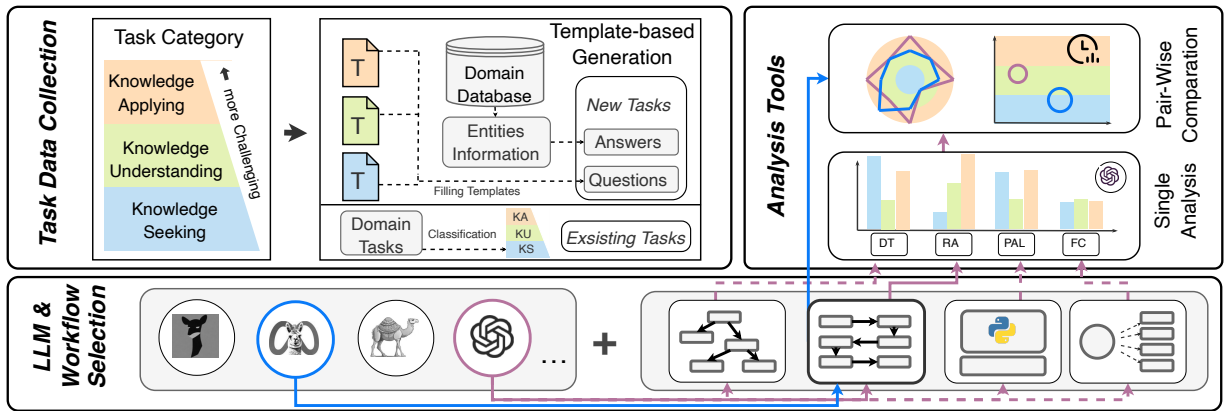 Task Data Collection
Task Category
Knowledge
Applying
Knowledge
Understanding
Knowledge
Seeking
more Challenging
T
T
T
Domain
Database
Entities
Information
Filling Templates
Template-based
Generation
New Tasks
Answers
Questions
Domain
Tasks
Classification
KA
KU
KS
Exsisting Tasks
Analysis Tools
Pair-Wise
Comparation
Single
Analysis
DT
RA
PAL
FC
LLM &
Workflow
Selection
...
+